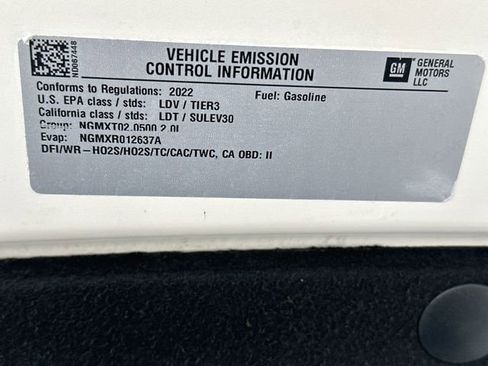 ND087448
VEHICLE EMISSION
CONTROL INFORMATION
GM
GENERAL
MOTORS
LLC
Conforms to Regulations: 2022
Fuel: Gasoline
U.S. EPA class / stds: LDV / TIER3
California class / stds: LDT / SULEV30
Group: NGMXT02.0500 2.0L
Evap: NGMXR012637A
DFI/WR-HO2S/HO2S/TC/CAC/TWC, CA OBD: II